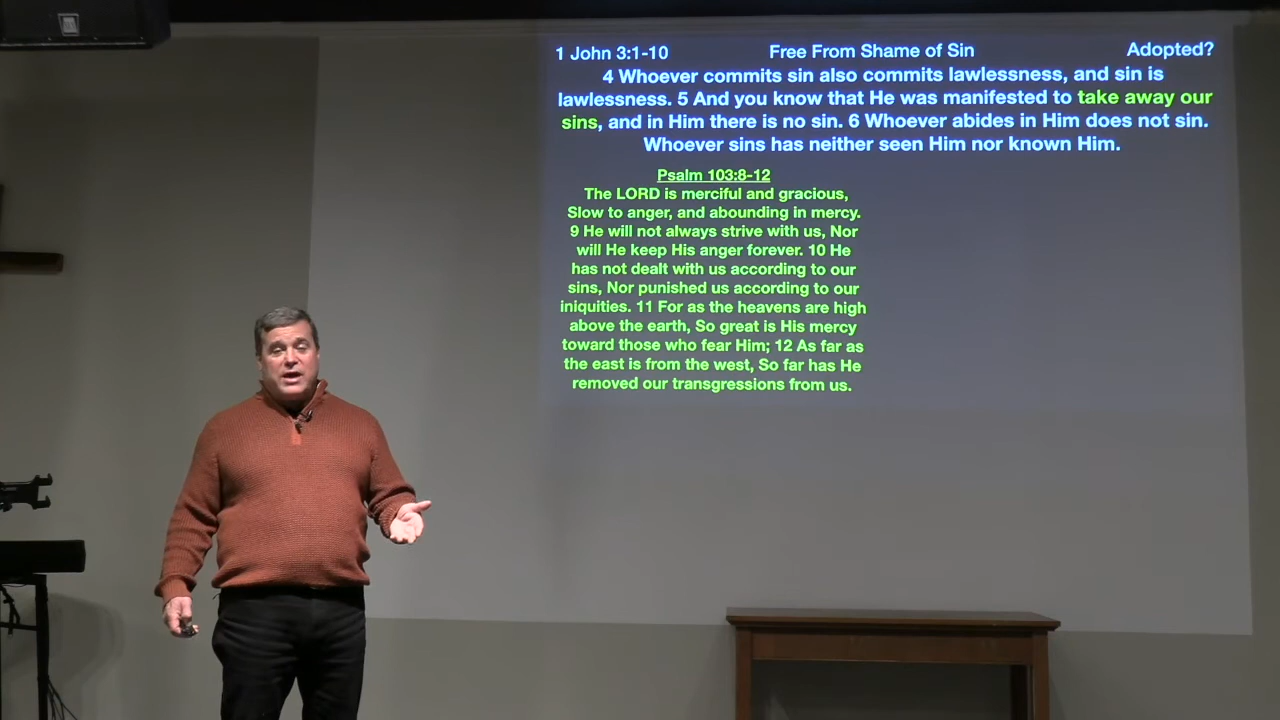 1 John 3:1-10 Free From Shame of Sin Adopted?
4 Whoever commits sin also commits lawlessness, and sin is
lawlessness. 5 And you know that He was manifested to take away our
sins, and in Him there is no sin. 6 Whoever abides in Him does not sin.
Whoever sins has neither seen Him nor known Him.
Psalm 103:8-12
The LORD is merciful and gracious,
Slow to anger, and abounding in mercy.
9 He will not always strive with us, Nor
will He keep His anger forever. 10 He
has not dealt with us according to our
sins, Nor punished us according to our
iniquities. 11 For as the heavens are high
above the earth, So great is His mercy
toward those who fear Him; 12 As far as
the east is from the west, So far has He
removed our transgressions from us.